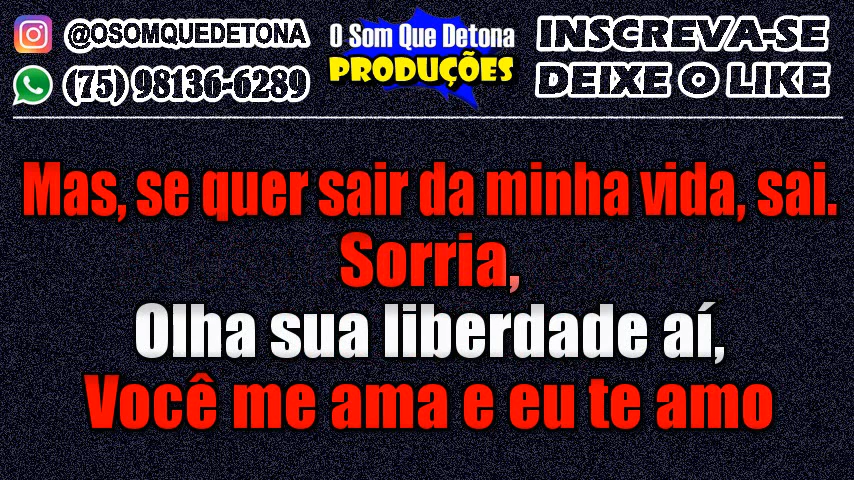 @OSOMQUEDETONA
(75) 98136-6289
O Som Que Detona
PRODUÇÕES
INSCREVA-SE
DEIXE O LIKE
Mas, se quer sair da minha vida, sai.
Sorria,
Olha sua liberdade aí,
Você me ama e eu te amo